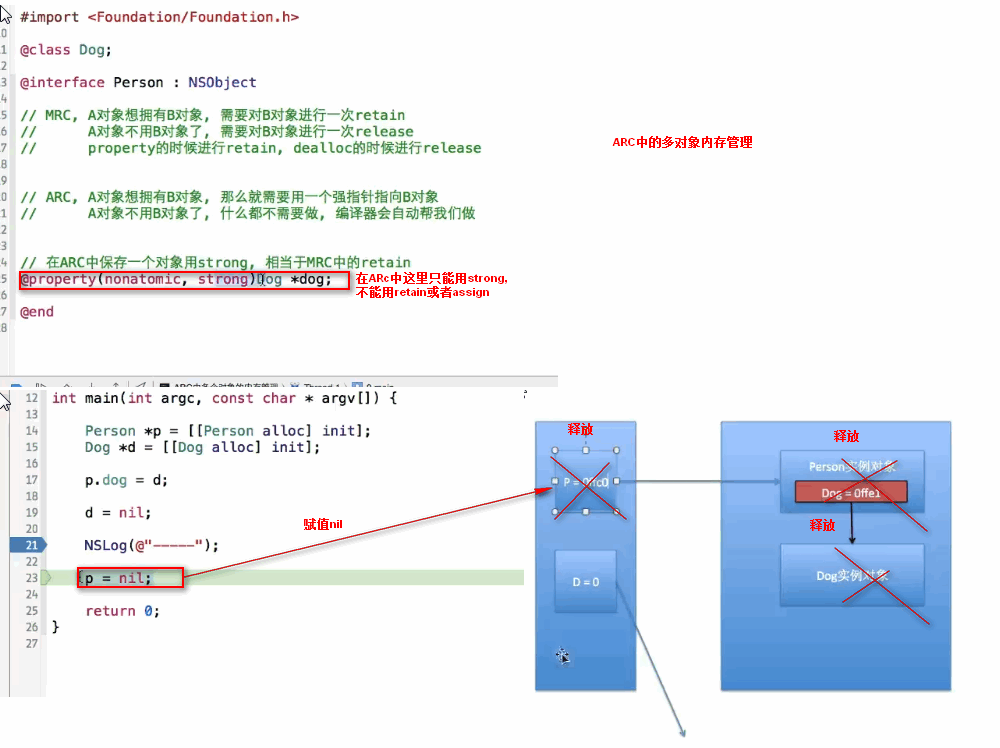 #import <Foundation/Foundation.h>
@class Dog;
@interface Person : NSObject
// MRC, A对象想拥有B对象, 需要对B对象进行一次retain
// A对象不用B对象了, 需要对B对象进行一次release
// property的时候进行retain, dealloc的时候进行release
ARC中的多对象内存管理
// ARC, A对象想拥有B对象, 那么就需要用一个强指针指向B对象
// A对象不用B对象了, 什么都不需要做, 编译器会自动帮我们做
// 在ARC中保存一个对象用strong, 相当于MRC中的retain
@property(nonatomic, strong)Dog *dog;
在ARc中这里只能用strong,
不能用retain或者assign
@end
12 int main(int argc, const char * argv[]) {
13
14 Person *p = [[Person alloc] init];
15 Dog *d = [[Dog alloc] init];
16
17 p.dog = d;
18
19 d = nil;
20
21 NSLog(@"-----");
22
23 p = nil;
24
25 return 0;
26 }
27
赋值nil
释放
P = 0ffc0
D = 0
释放
Person实例对象
Dog = 0ffe1
释放
Dog实例对象